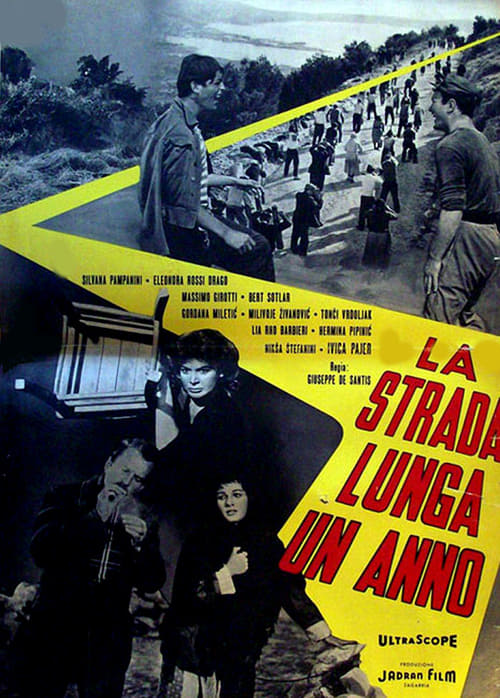 SILVANA PAMPANINI - ELEONORA ROSSI DRAGO
MASSIMO GIROTTI - BERT SOTLAR
GORDANA MILETIĆ - MILIVOJE ŽIVANOVIĆ - TONČI VRDOLJAK
LIA RHO BARBIERI - HERMINA PIPINIĆ
NIKŠA ŠTEFANINI - IVICA PAJER
Regia:
GIUSEPPE DE SANTIS
LA
STRADA
LUNGA
UN ANNO
ULTRASCOPE
PRODUZIONE
JADRAN FILM
ZAGABRIA